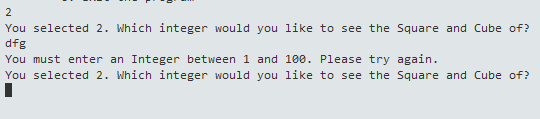 2
You selected 2. Which integer would you like to see the Square and Cube of?
dfg
You must enter an Integer between 1 and 100. Please try again.
You selected 2. Which integer would you like to see the Square and Cube of?